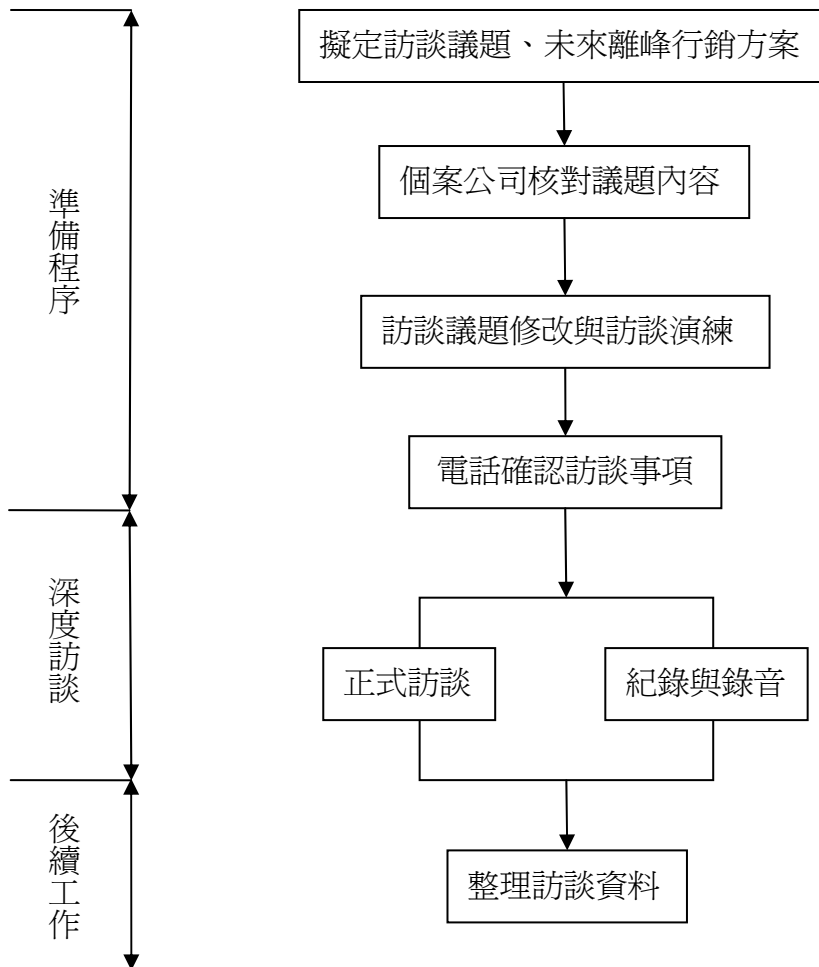 擬定訪談議題、未來離峰行銷方案
個案公司核對議題內容
準備程序
訪談議題修改與訪談演練
電話確認訪談事項
深度訪談
正式訪談
紀錄與錄音
後續工作
整理訪談資料